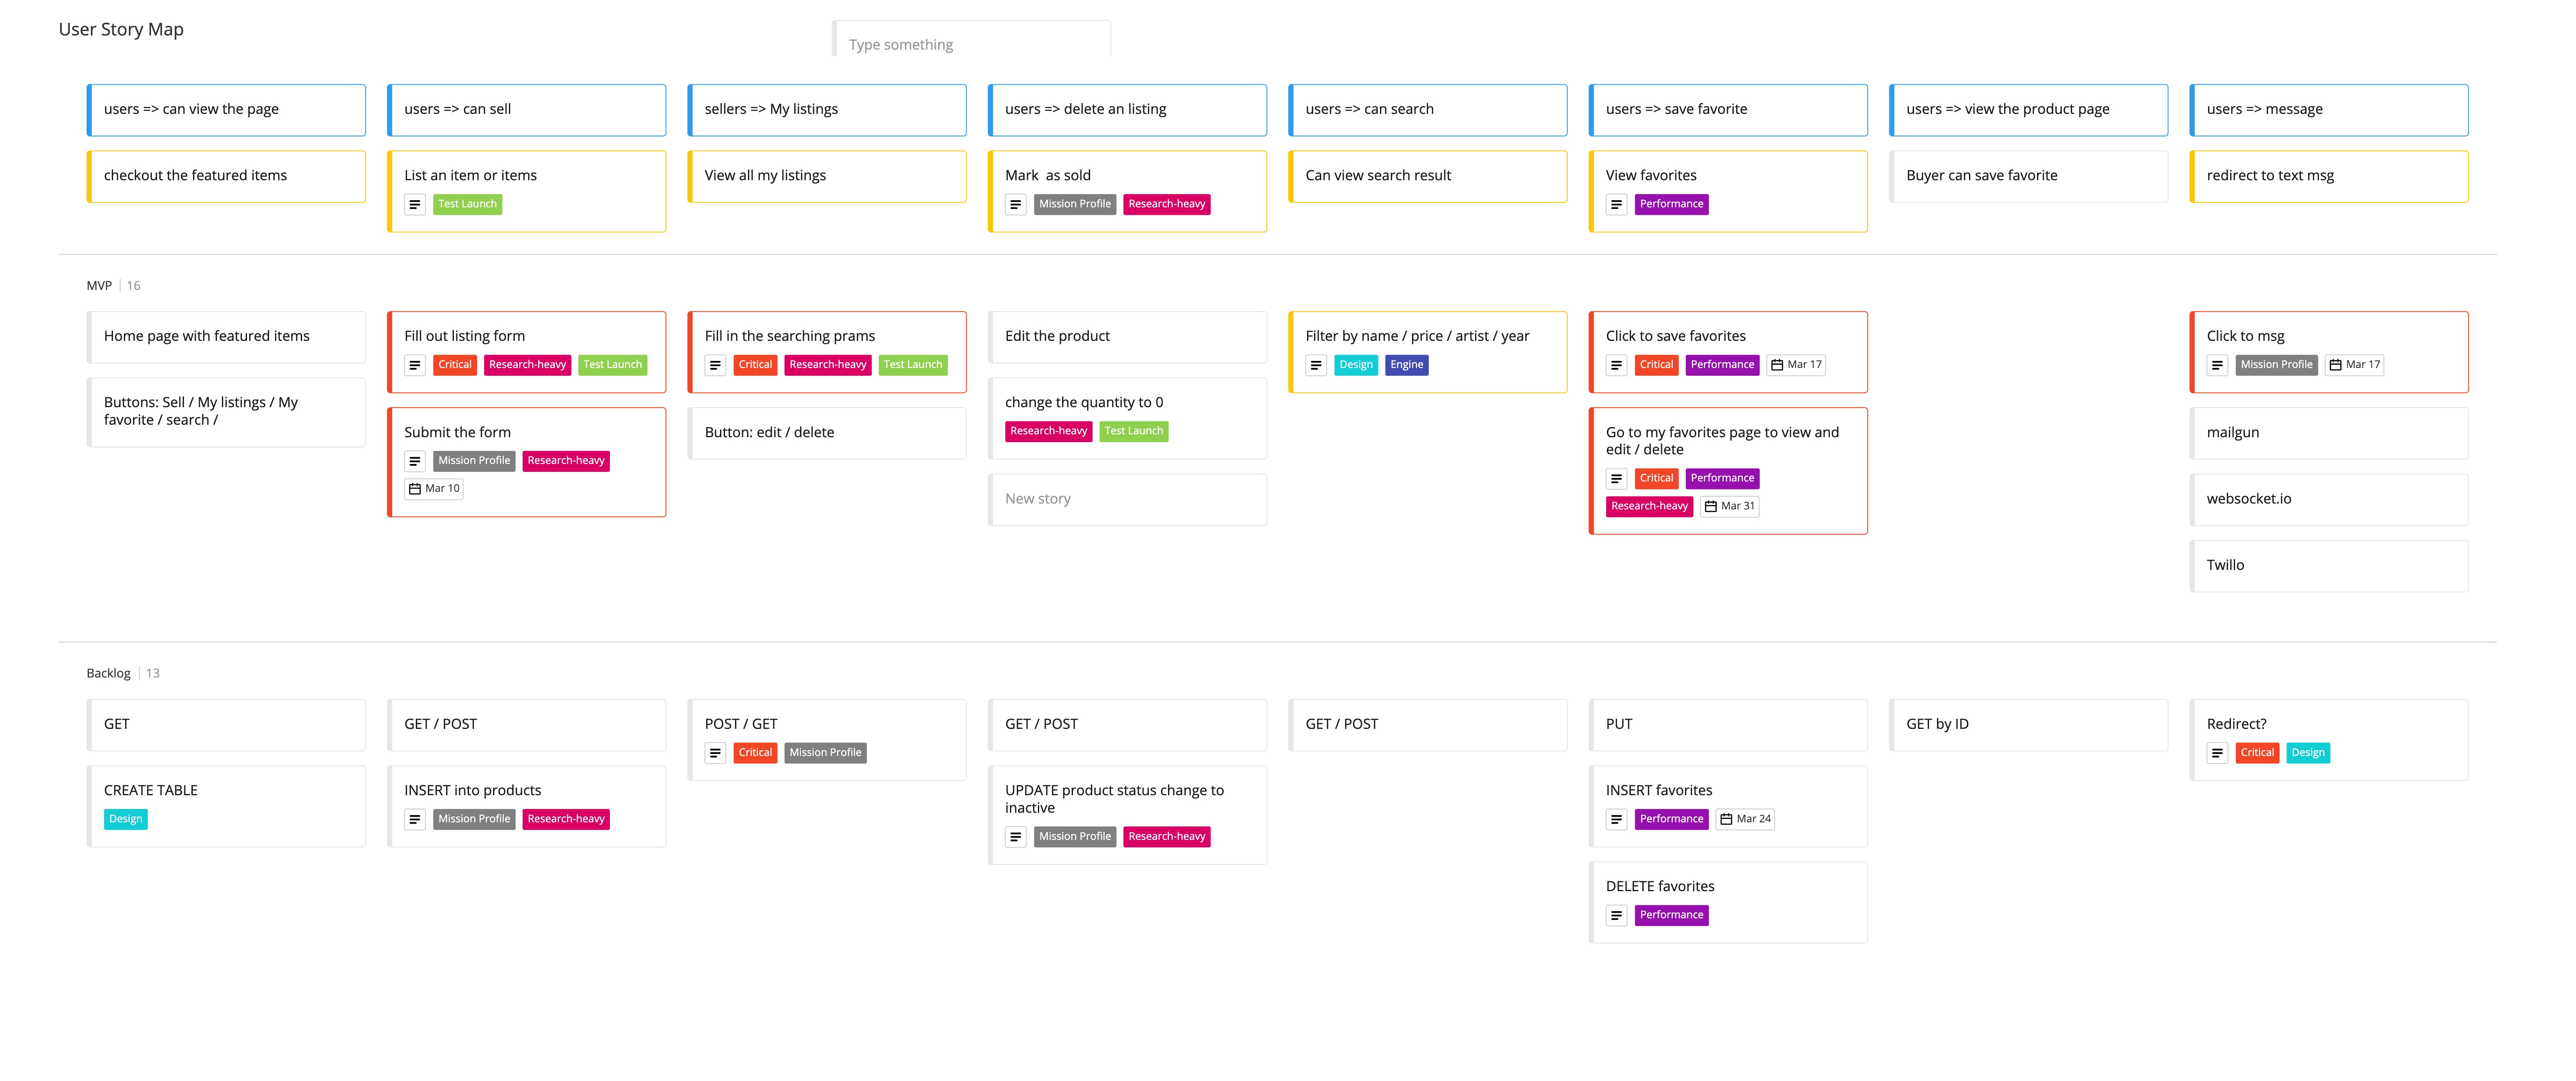 User Story Map
Type something
users => can view the page
users => can sell
sellers => My listings
users => delete an listing
users => can search
users => save favorite
users => view the product page
users => message
checkout the featured items
List an item or items
Test Launch
View all my listings
Mark  as sold
Mission Profile Research-heavy
Can view search result
View favorites
Performance
Buyer can save favorite
redirect to text msg
MVP 16
Home page with featured items
Buttons: Sell / My listings / My
favorite / search /
Fill out listing form
Critical Research-heavy Test Launch
Submit the form
Mission Profile Research-heavy
Mar 10
Fill in the searching prams
Critical Research-heavy Test Launch
Button: edit / delete
Edit the product
change the quantity to 0
Research-heavy Test Launch
New story
Filter by name / price / artist / year
Design Engine
Click to save favorites
Critical Performance Mar 17
Go to my favorites page to view and
edit / delete
Critical Performance
Research-heavy Mar 31
Click to msg
Mission Profile Mar 17
mailgun
websocket.io
Twillo
Backlog 13
GET
CREATE TABLE
Design
GET / POST
INSERT into products
Mission Profile Research-heavy
POST / GET
Critical Mission Profile
GET / POST
UPDATE product status change to
inactive
Mission Profile Research-heavy
GET / POST
PUT
INSERT favorites
Performance Mar 24
DELETE favorites
Performance
GET by ID
Redirect?
Critical Design